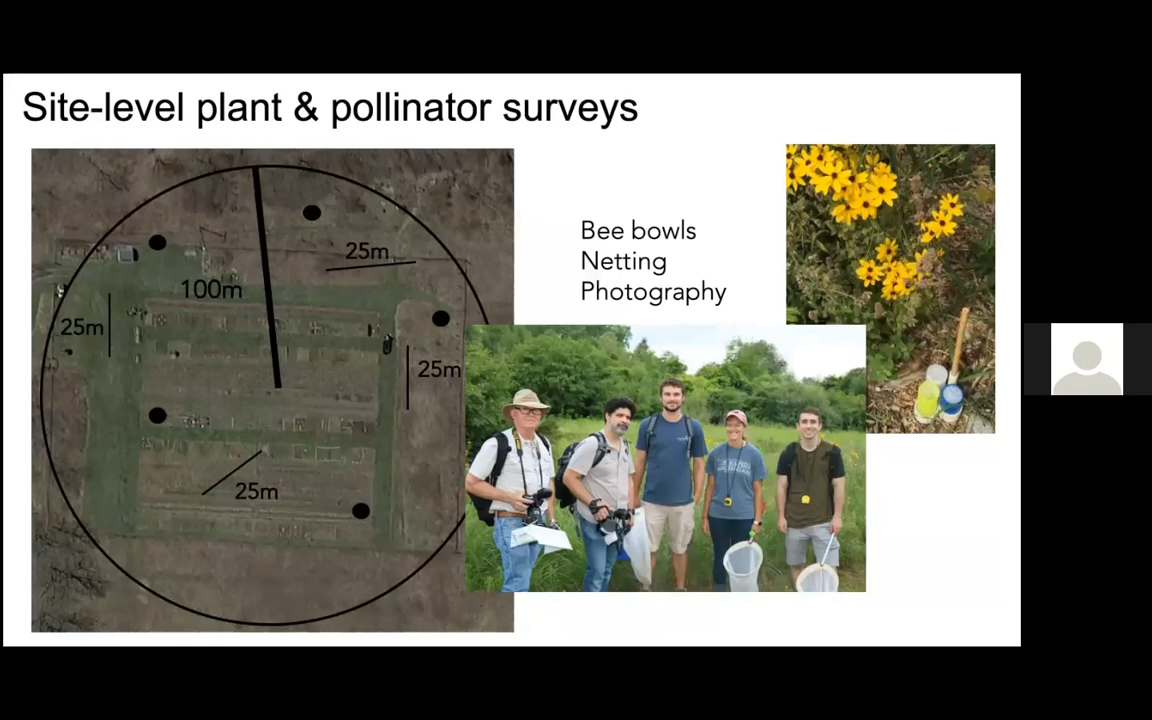 Site-level plant & pollinator surveys
25m
100m
25m
25m
25m
Bee bowls
Netting
Photography